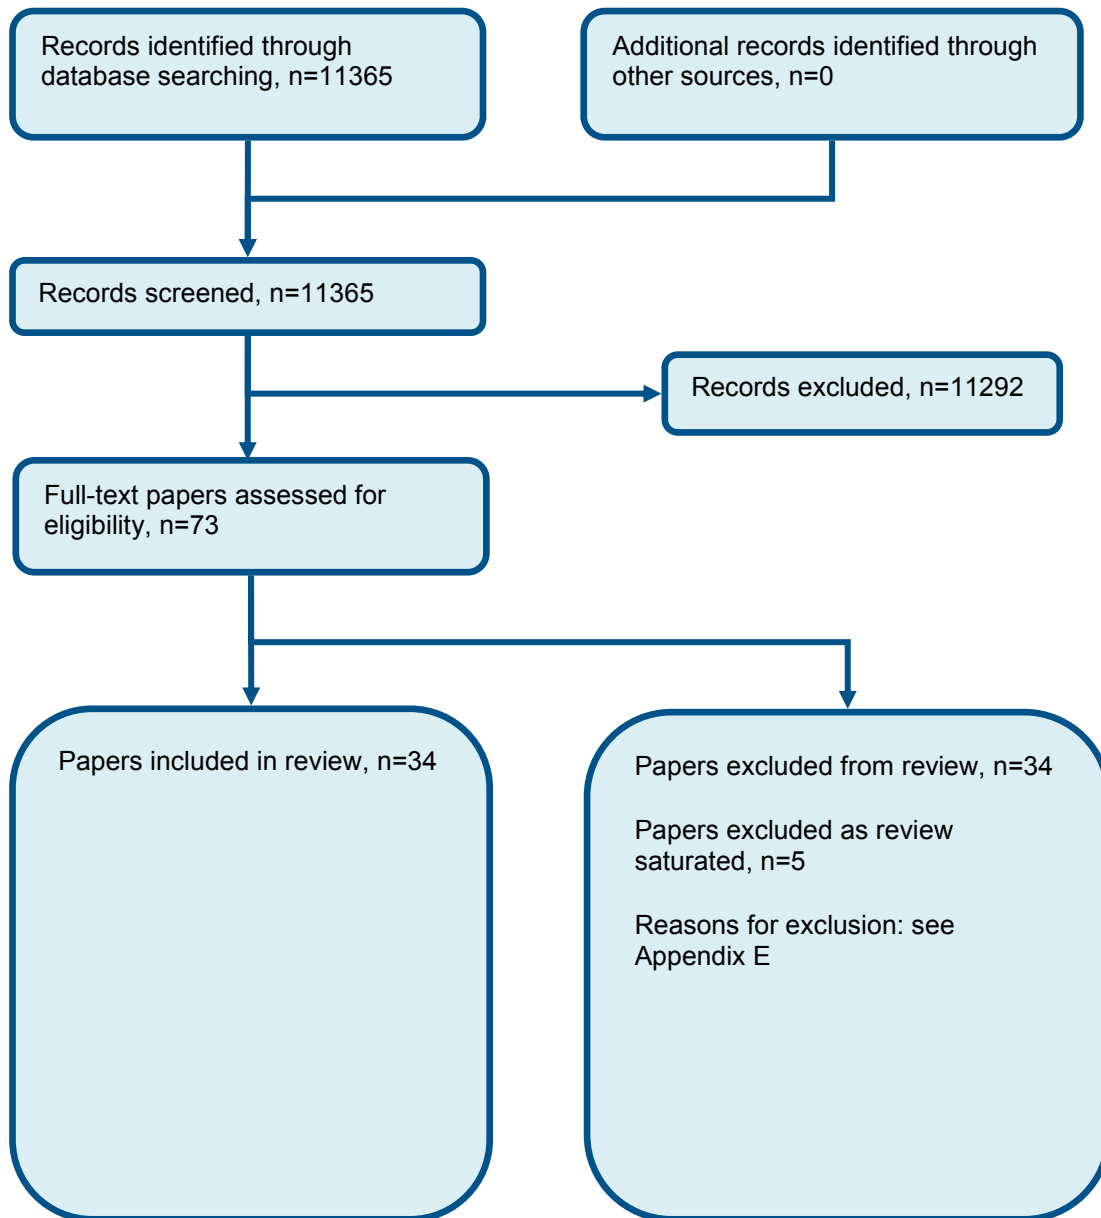 Records identified through
database searching, n=11365
Additional records identified through
other sources, n=0
Records screened, n=11365
Records excluded, n=11292
Full-text papers assessed for
eligibility, n=73
Papers included in review, n=34
Papers excluded from review, n=34
Papers excluded as review
saturated, n=5
Reasons for exclusion: see
Appendix E